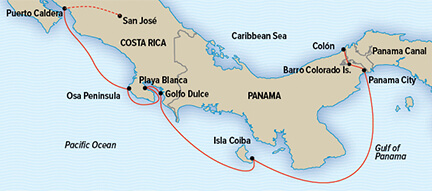 Puerto Caldera
San José
COSTA RICA
Caribbean Sea
Colón
Panama Canal
Barro Colorado Is.
Panama City
Playa Blanca
Golfo Dulce
Osa Peninsula
PANAMA
Isla Coiba
Pacific Ocean
Gulf of
Panama